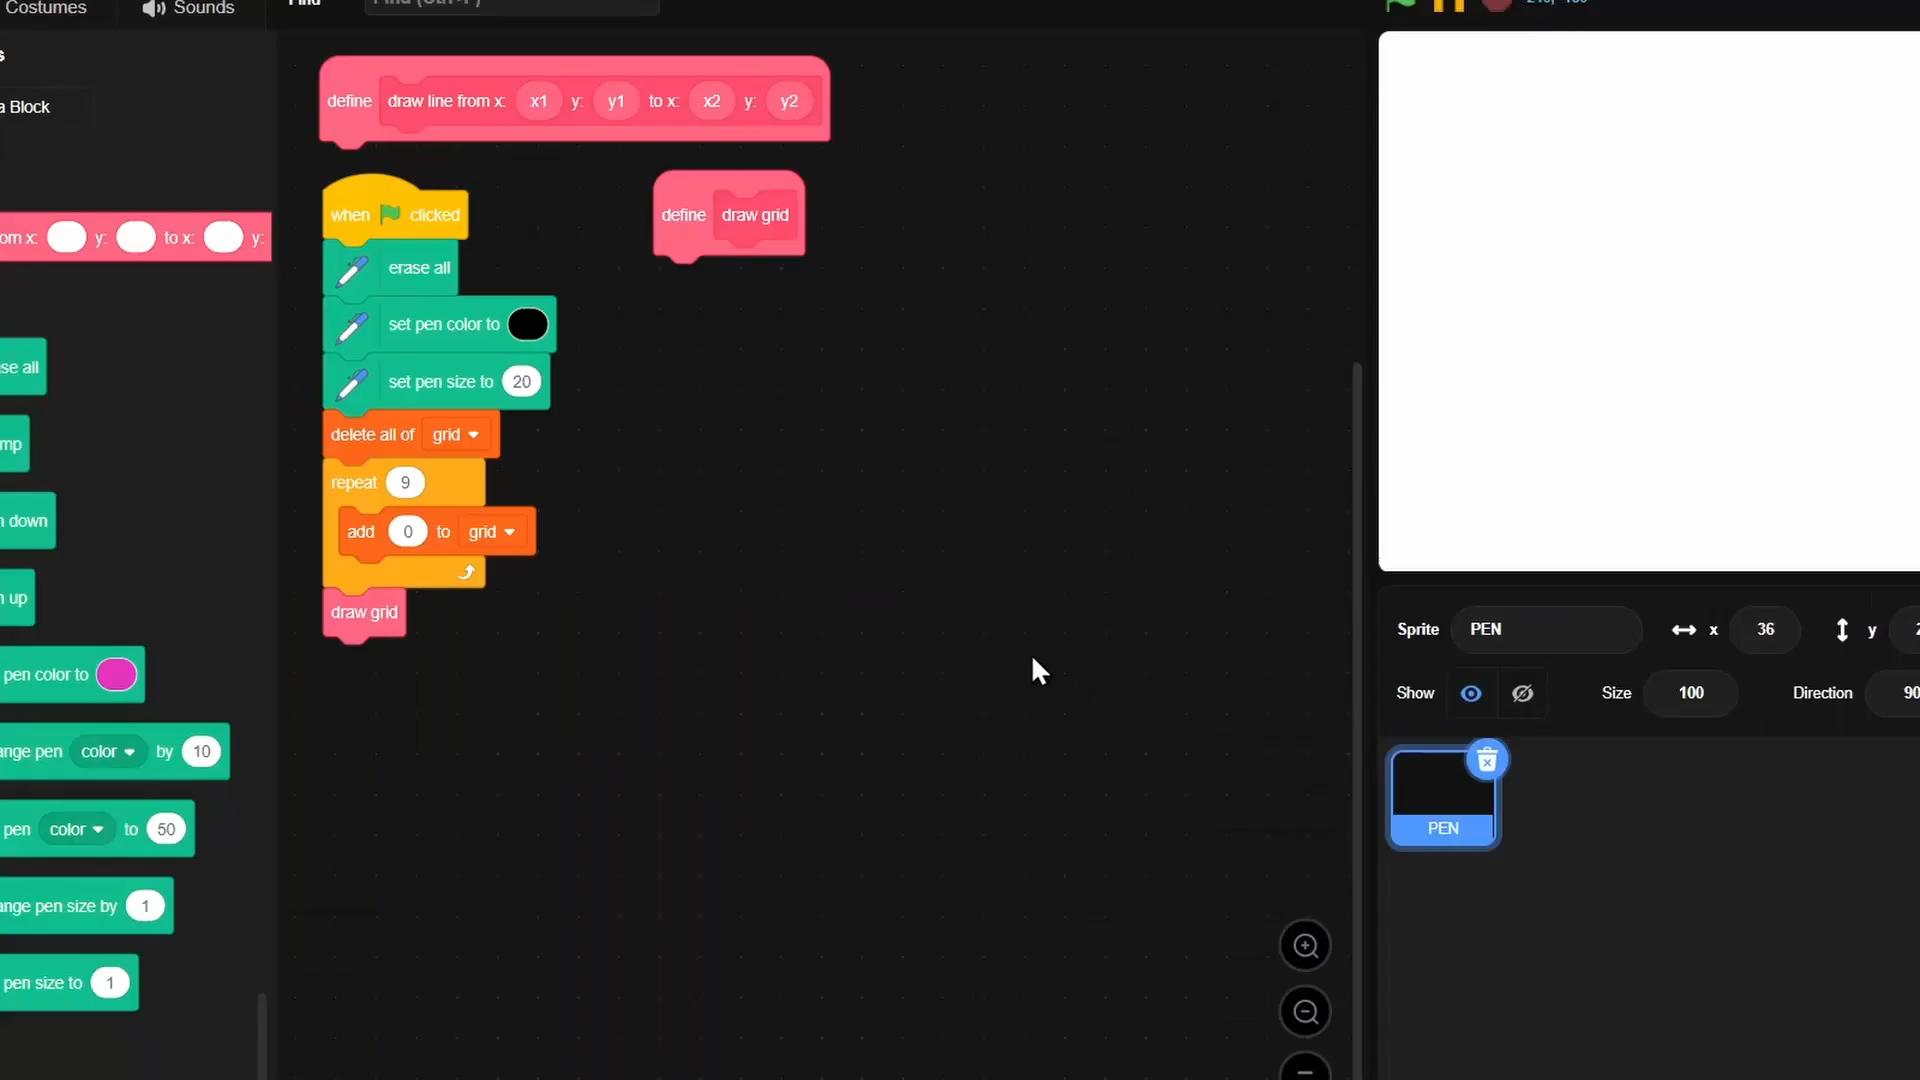 Costumes
Sounds
a Block
om x: y: to x: y:
se all
mp
n down
n up
pen color to
ange pen color by 10
pen color to 50
ange pen size by 1
pen size to 1
define draw line from x: x1 y: y1 to x: x2 y: y2
when clicked
erase all
set pen color to
set pen size to 20
delete all of grid
repeat 9
add 0 to grid
draw grid
define draw grid
Sprite PEN x 36 y
Show Size 100 Direction 90
PEN